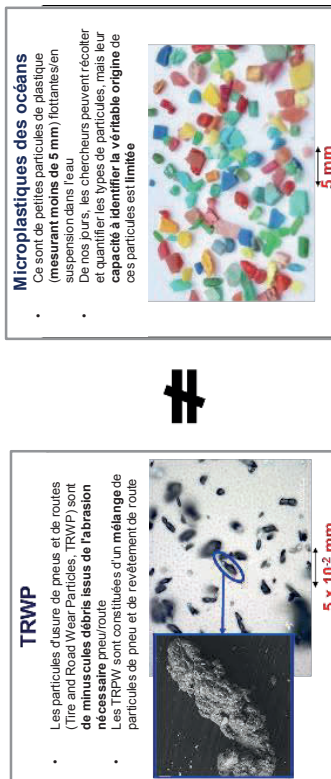 TRWP
• Les particules d'usure de pneus et de routes
(Tire and Road Wear Particles, TRWP) sont
de minuscules débris issus de l'abrasion
nécessaire pneu/route
• Les TRPW sont constituées d'un mélange de
particules de pneu et de revêtement de route
5 x 10-2 mm
≠
Microplastiques des océans
• Ce sont de petites particules de plastique
(mesurant moins de 5 mm) flottantes/en
suspension dans l'eau
• De nos jours, les chercheurs peuvent récolter
et quantifier les types de particules, mais leur
capacité à identifier la véritable origine de
ces particules est limitée
5 mm